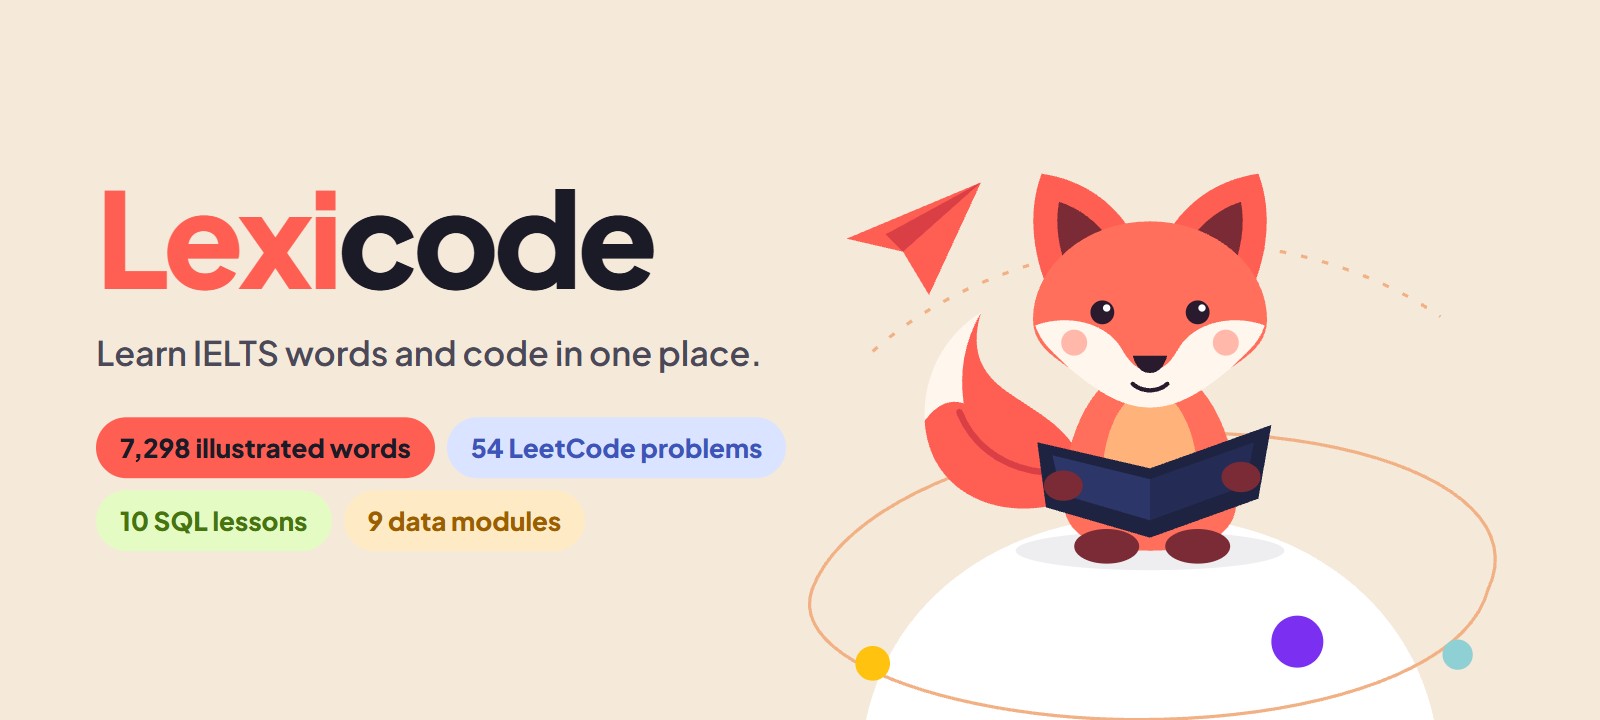 Lexicode
Learn IELTS words and code in one place.
7,298 illustrated words
54 LeetCode problems
10 SQL lessons
9 data modules